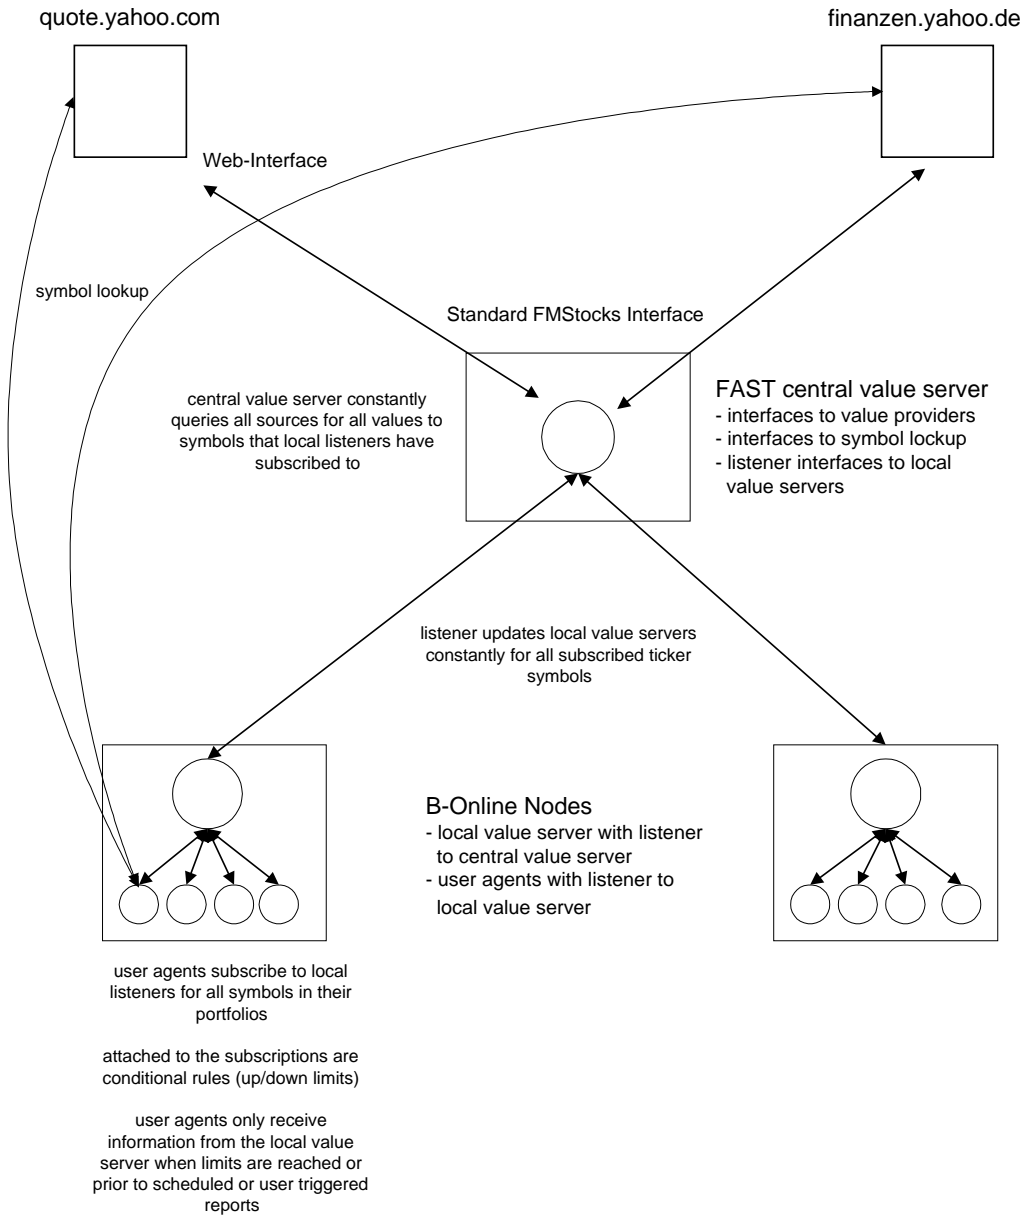 quote.yahoo.com
finanzen.yahoo.de
Web-Interface
symbol lookup
Standard FMStocks Interface
central value server constantly
queries all sources for all values to
symbols that local listeners have
subscribed to
FAST central value server
- interfaces to value providers
- interfaces to symbol lockup
- listener interfaces to local
value servers
listener updates local value servers
constantly for all subscribed ticker
symbols
B-Online Nodes
- local value server with listener
to central value server
- user agents with listener to
local value server
user agents subscribe to local
listeners for all symbols in their
portfolios
attached to the subscriptions are
conditional rules (up/down limits)
user agents only receive
information from the local value
server when limits are reached or
prior to scheduled or user triggered
reports